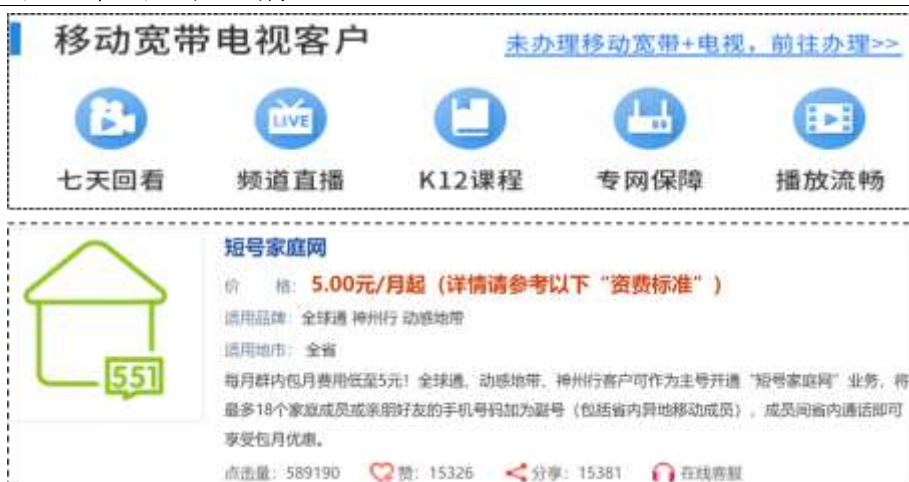 移动宽带电视客户
未办理移动宽带+电视，前往办理>>
LIVE
七天回看 频道直播 K12课程 专网保障 播放流畅
短号家庭网
价 格: 5.00元/月起（详情请参考以下“资费标准”）
适用品牌: 全球通 神州行 动感地带
适用地市: 全省
551
每月群内包月费用低至5元！全球通、动感地带、神州行客户可作为主号开通“短号家庭网”业务，将
最多18个家庭成员或亲朋好友的手机号码加为副号（包括省内异地移动成员），成员间省内通话即可
享受包月优惠。
点击量: 589190 赞: 15326 分享: 15381 在线客服